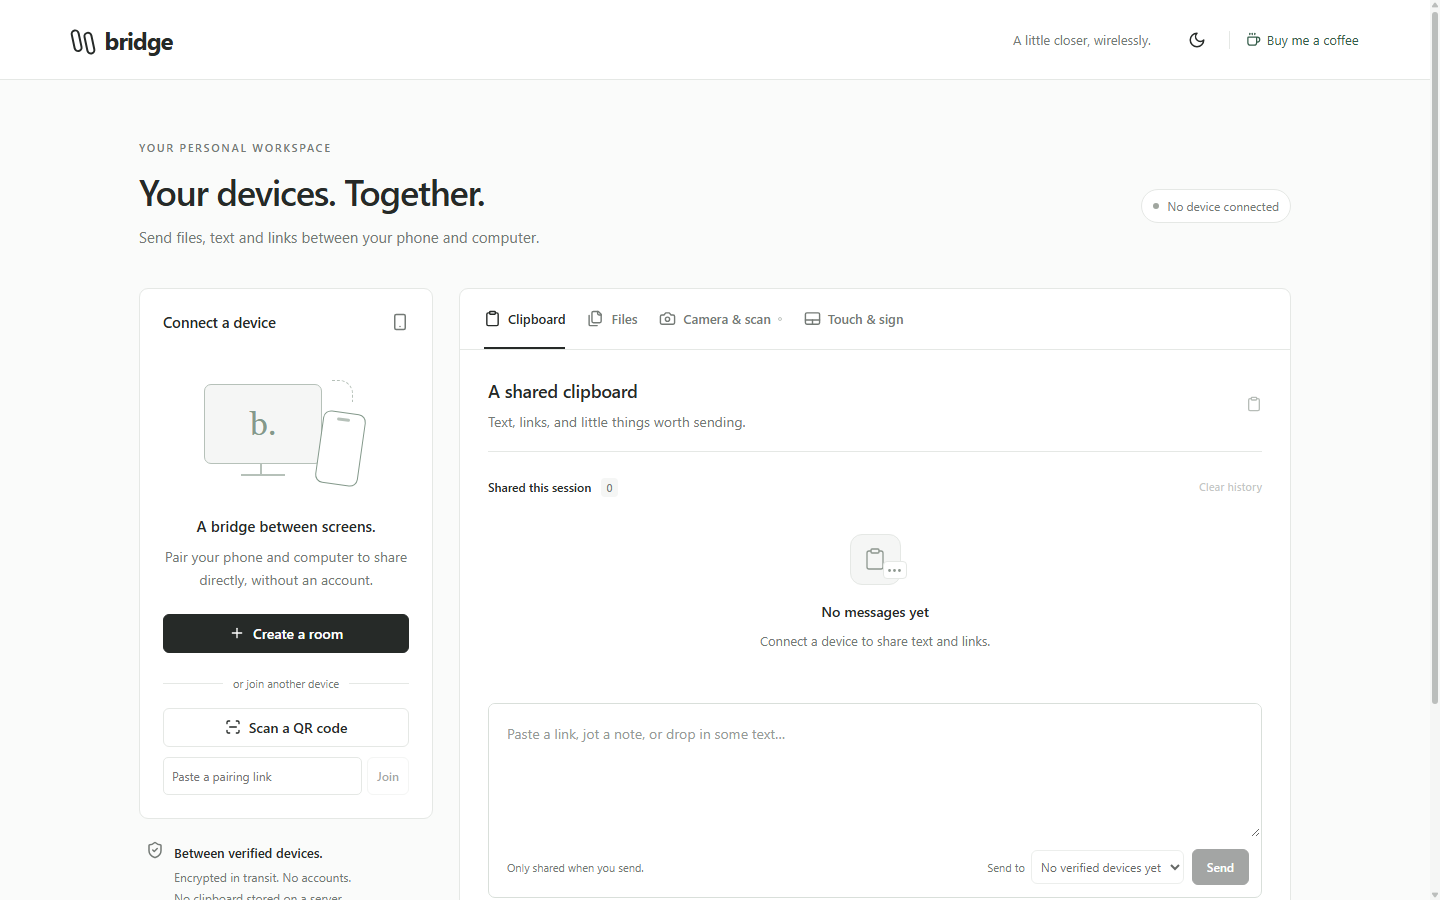 bridge
A little closer, wirelessly.
Buy me a coffee
YOUR PERSONAL WORKSPACE
Your devices. Together.
Send files, text and links between your phone and computer.
No device connected
Connect a device
b.
A bridge between screens.
Pair your phone and computer to share
directly, without an account.
Create a room
or join another device
Scan a QR code
Paste a pairing link
Join
Between verified devices.
Encrypted in transit. No accounts.
No clipboard stored on a server
Clipboard
Files
Camera & scan
Touch & sign
A shared clipboard
Text, links, and little things worth sending.
Shared this session 0
Clear history
No messages yet
Connect a device to share text and links.
Paste a link, jot a note, or drop in some text...
Only shared when you send.
Send to
No verified devices yet
Send